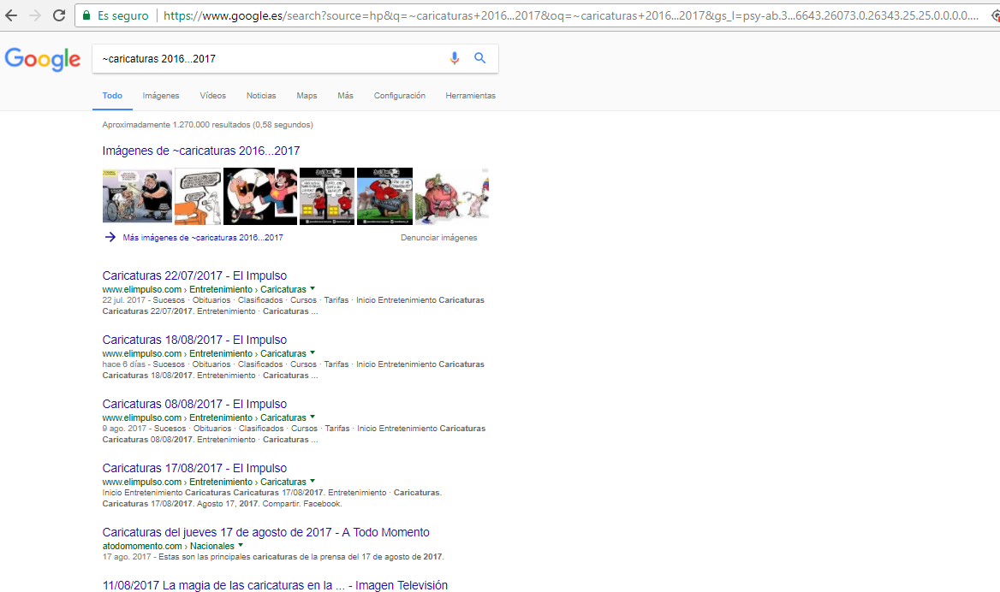 Es seguro | https://www.google.es/search?source=hp&q=~caricaturas+2016...2017&oq=~caricaturas+2016...2017&gs_l=psy-ab.3...6643.26073.0.26343.25.25.0.0.0.0....
Google
~caricaturas 2016...2017
Todo Imágenes Vídeos Noticias Maps Más Configuración Herramientas
Aproximadamente 1.270.000 resultados (0,58 segundos)
Imágenes de ~caricaturas 2016...2017
Más imágenes de ~caricaturas 2016...2017 Denunciar imágenes
Caricaturas 22/07/2017 - El Impulso
www.elimpulso.com › Entretenimiento › Caricaturas
22 jul. 2017 - Sucesos · Obituarios · Clasificados · Cursos · Tarifas · Inicio Entretenimiento Caricaturas
Caricaturas 22/07/2017. Entretenimiento · Caricaturas ...
Caricaturas 18/08/2017 - El Impulso
www.elimpulso.com › Entretenimiento › Caricaturas
hace 6 días - Sucesos · Obituarios · Clasificados · Cursos · Tarifas · Inicio Entretenimiento Caricaturas
Caricaturas 18/08/2017. Entretenimiento · Caricaturas ...
Caricaturas 08/08/2017 - El Impulso
www.elimpulso.com › Entretenimiento › Caricaturas
9 ago. 2017 - Sucesos · Obituarios · Clasificados · Cursos · Tarifas · Inicio Entretenimiento Caricaturas
Caricaturas 08/08/2017. Entretenimiento · Caricaturas ...
Caricaturas 17/08/2017 - El Impulso
www.elimpulso.com › Entretenimiento › Caricaturas
Inicio Entretenimiento Caricaturas Caricaturas 17/08/2017. Entretenimiento · Caricaturas.
Caricaturas 17/08/2017. Agosto 17, 2017. Compartir. Facebook.
Caricaturas del jueves 17 de agosto de 2017 - A Todo Momento
atodomomento.com › Nacionales
17 ago. 2017 - Estas son las principales caricaturas de la prensa del 17 de agosto de 2017.
11/08/2017 La magia de las caricaturas en la ... - Imagen Televisión